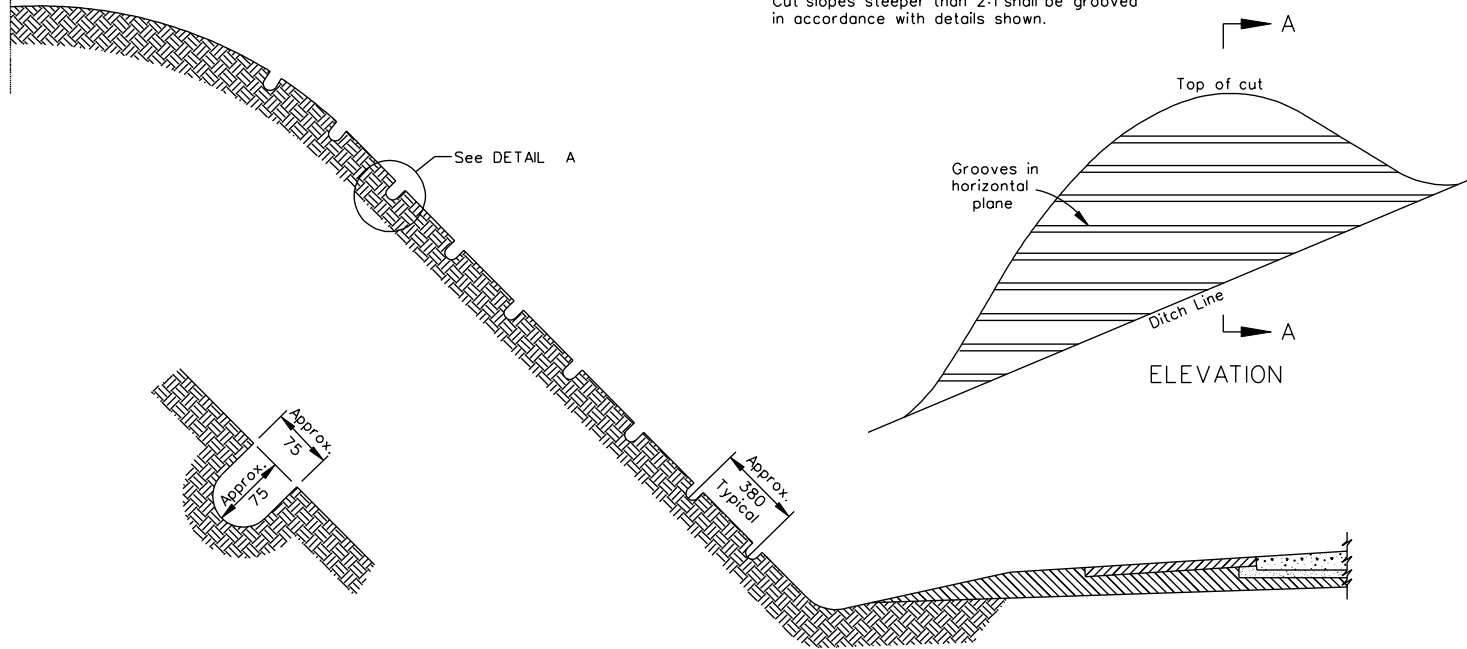 Cut slopes steeper than 2:1 shall be grooved
in accordance with details shown.
A
Top of cut
See DETAIL A
Grooves in
horizontal
plane
Ditch Line
A
ELEVATION
Approx.
75
Approx.
75
Approx.
380
Typical